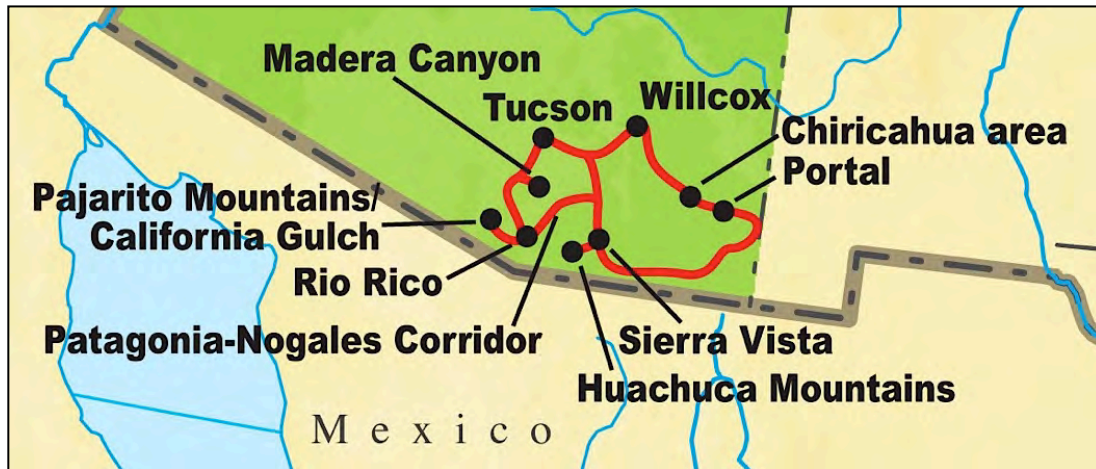 Madera Canyon
Tucson
Willcox
Chiricahua area
Portal
Pajarito Mountains/
California Gulch
Rio Rico
Patagonia-Nogales Corridor
Sierra Vista
Huachuca Mountains
Mexico